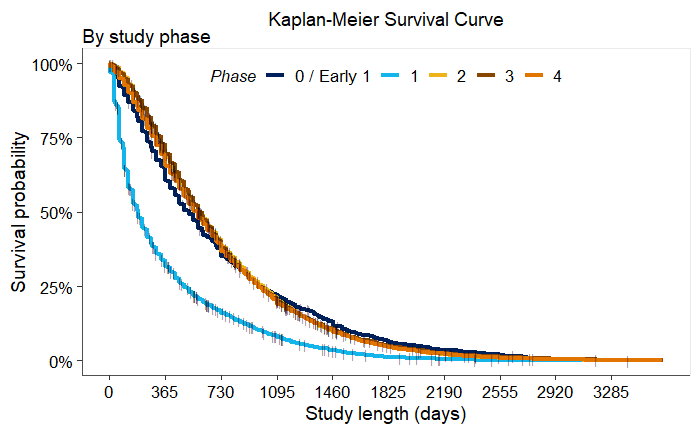 Kaplan-Meier Survival Curve
By study phase
Phase 0 / Early 1 1 2 3 4
100%
75%
50%
25%
0%
Survival probability
0 365 730 1095 1460 1825 2190 2555 2920 3285
Study length (days)